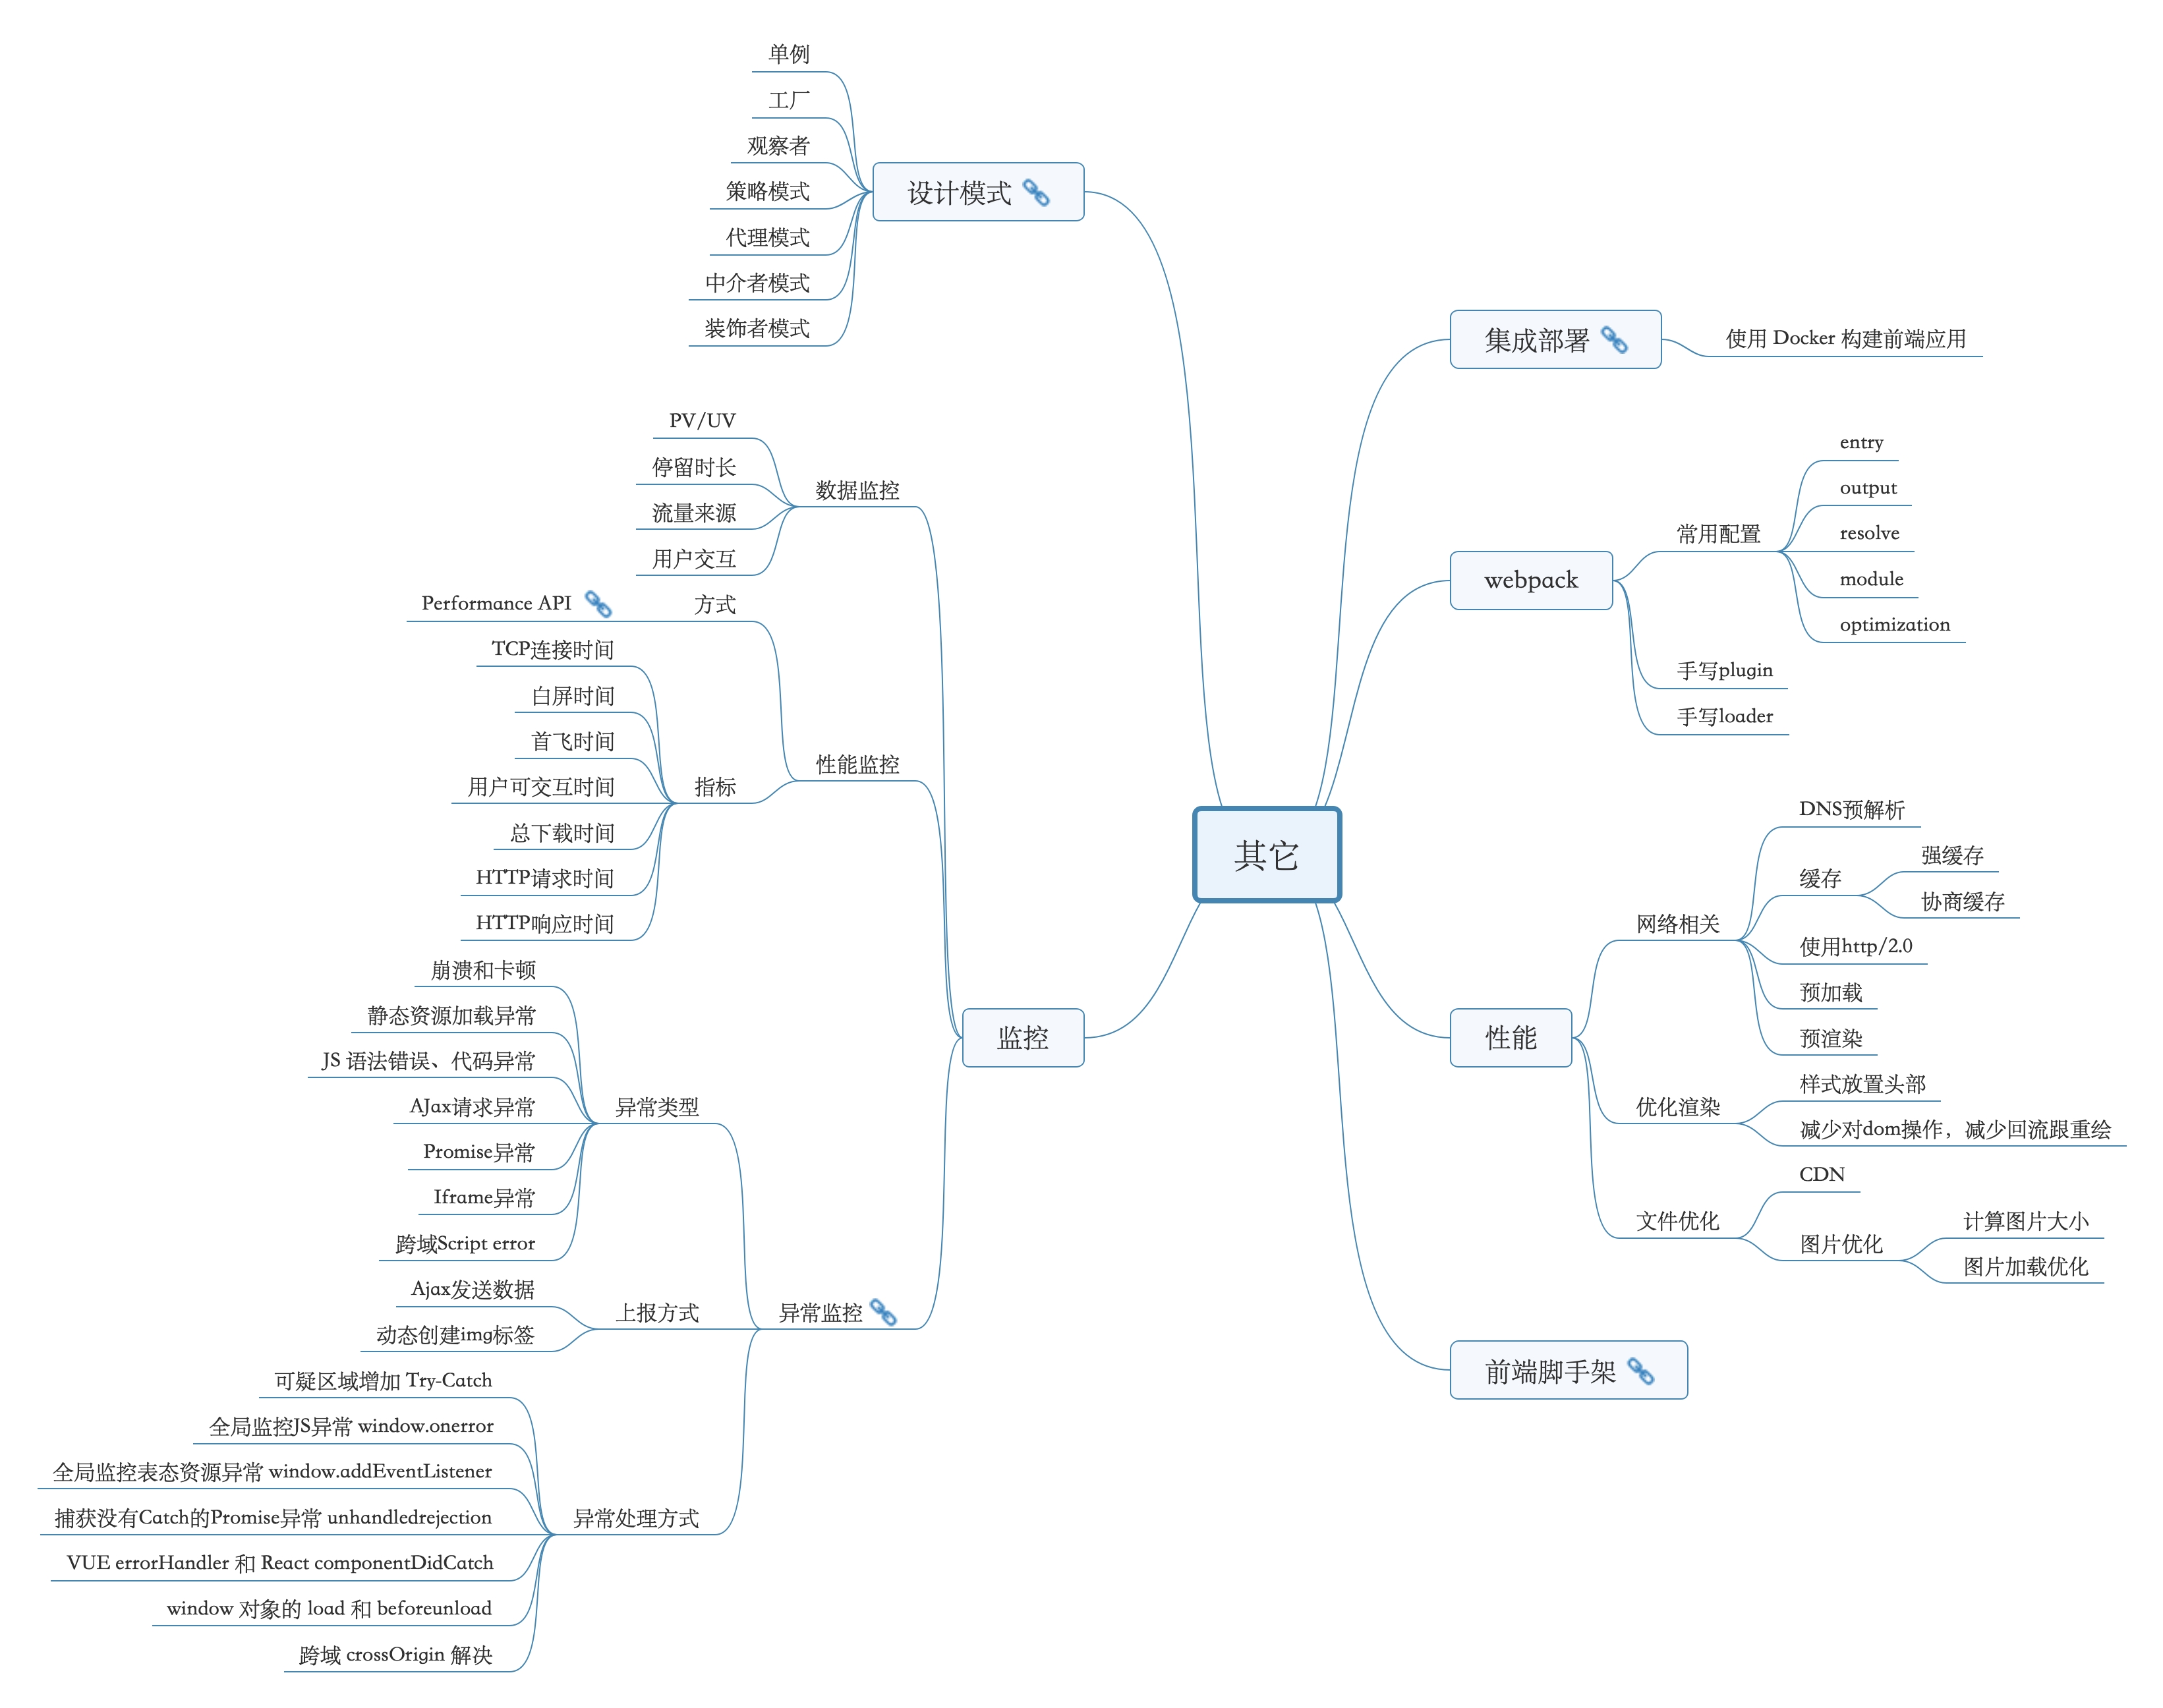 其它
集成部署
使用 Docker 构建前端应用
webpack
常用配置
entry
output
resolve
module
optimization
手写plugin
手写loader
性能
网络相关
DNS预解析
缓存
强缓存
协商缓存
使用http/2.0
预加载
预渲染
优化渲染
样式放置头部
减少对dom操作，减少回流跟重绘
文件优化
CDN
图片优化
计算图片大小
图片加载优化
前端脚手架
设计模式
单例
工厂
观察者
策略模式
代理模式
中介者模式
装饰者模式
监控
数据监控
PV/UV
停留时长
流量来源
用户交互
性能监控
方式
Performance API
指标
TCP连接时间
白屏时间
首飞时间
用户可交互时间
总下载时间
HTTP请求时间
HTTP响应时间
异常监控
异常类型
崩溃和卡顿
静态资源加载异常
JS 语法错误、代码异常
AJax请求异常
Promise异常
Iframe异常
跨域Script error
上报方式
Ajax发送数据
动态创建img标签
异常处理方式
可疑区域增加 Try-Catch
全局监控JS异常 window.onerror
全局监控表态资源异常 window.addEventListener
捕获没有Catch的Promise异常 unhandledrejection
VUE errorHandler 和 React componentDidCatch
window 对象的 load 和 beforeunload
跨域 crossOrigin 解决